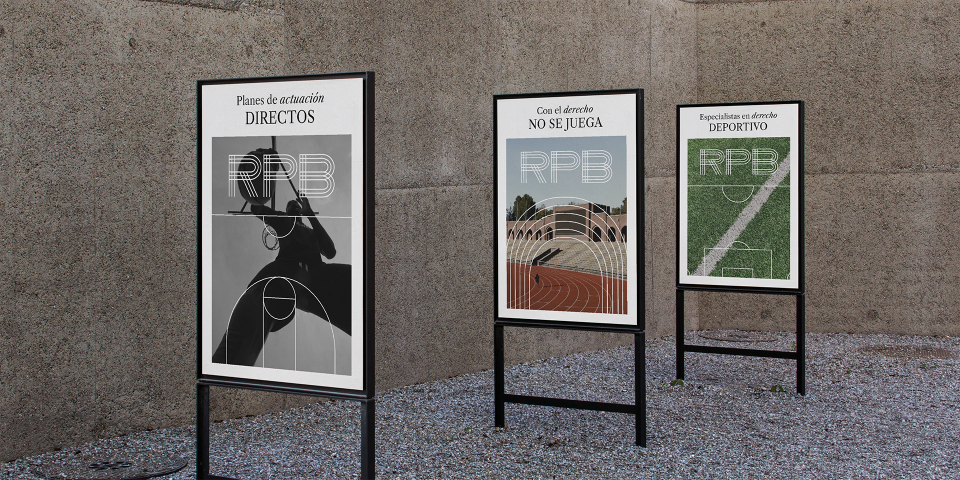 Planes de actuación
DIRECTOS
RPB
Con el derecho
NO SE JUEGA
RPB
Especialistas en derecho
DEPORTIVO
RPB